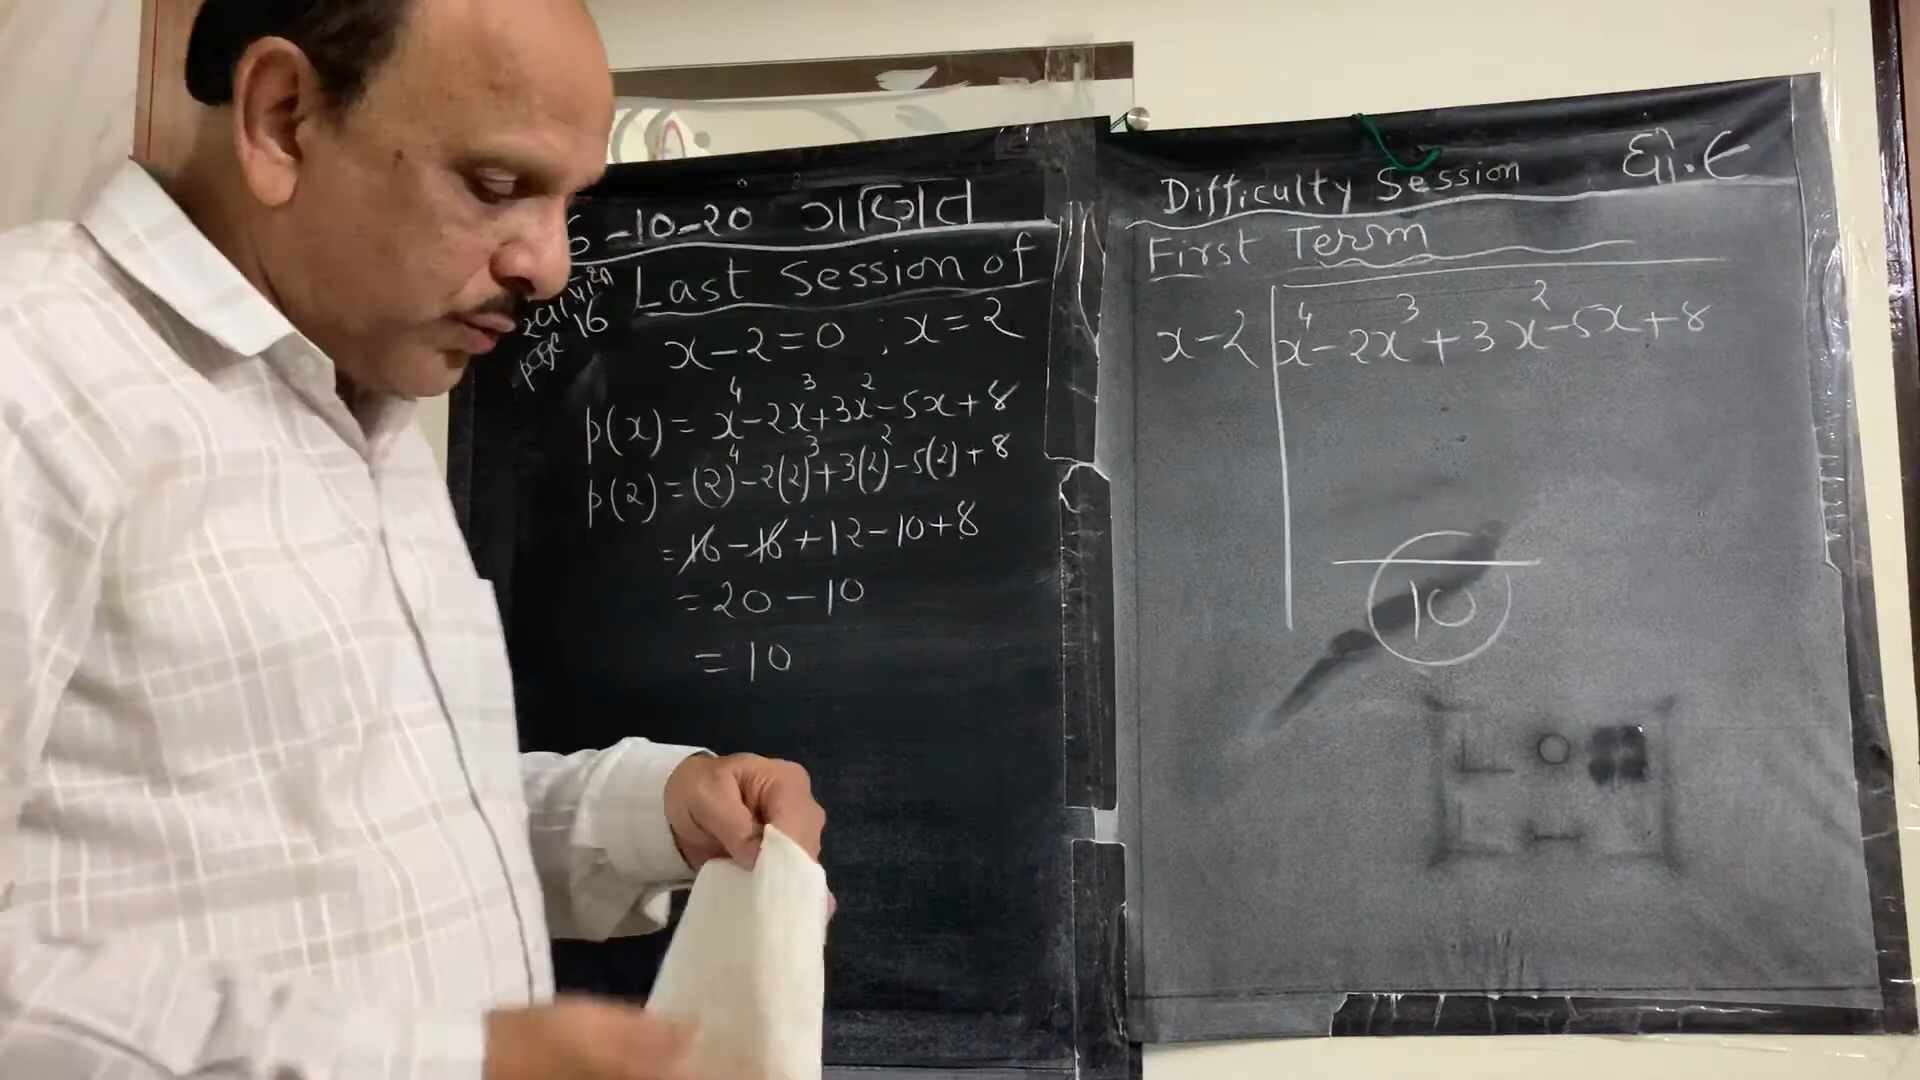 -10-20 ગણિત
Last Session of
page 16
x-2=0 ; x=2
p(x) = x⁴-2x³+3x²-5x+8
p(2) = (2)⁴-2(2)³+3(2)²-5(2)+8
= 16-16+12-10+8
= 20-10
= 10
Difficulty Session ધો.૯
First Term
x-2 x⁴-2x³+3x²-5x+8
10